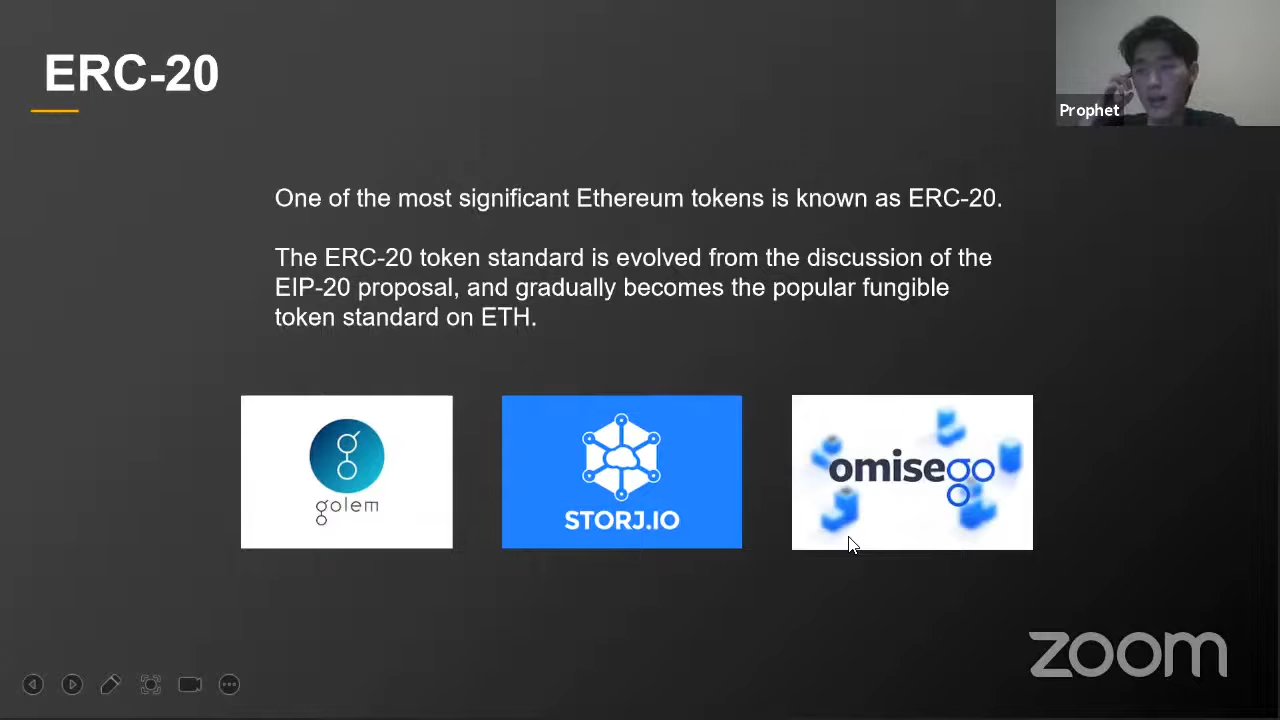 ERC-20
Prophet
One of the most significant Ethereum tokens is known as ERC-20.
The ERC-20 token standard is evolved from the discussion of the
EIP-20 proposal, and gradually becomes the popular fungible
token standard on ETH.
golem
STORJ.IO
omisego
zoom